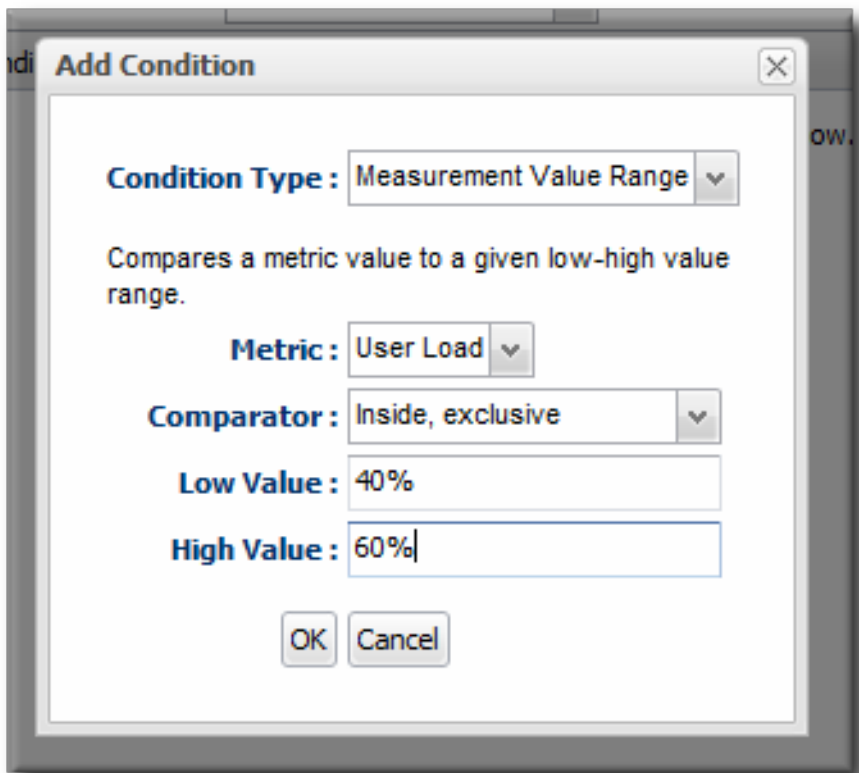 Add Condition
ow.
Condition Type : Measurement Value Range
Compares a metric value to a given low-high value
range.
Metric : User Load
Comparator : Inside, exclusive
Low Value : 40%
High Value : 60%
OK Cancel